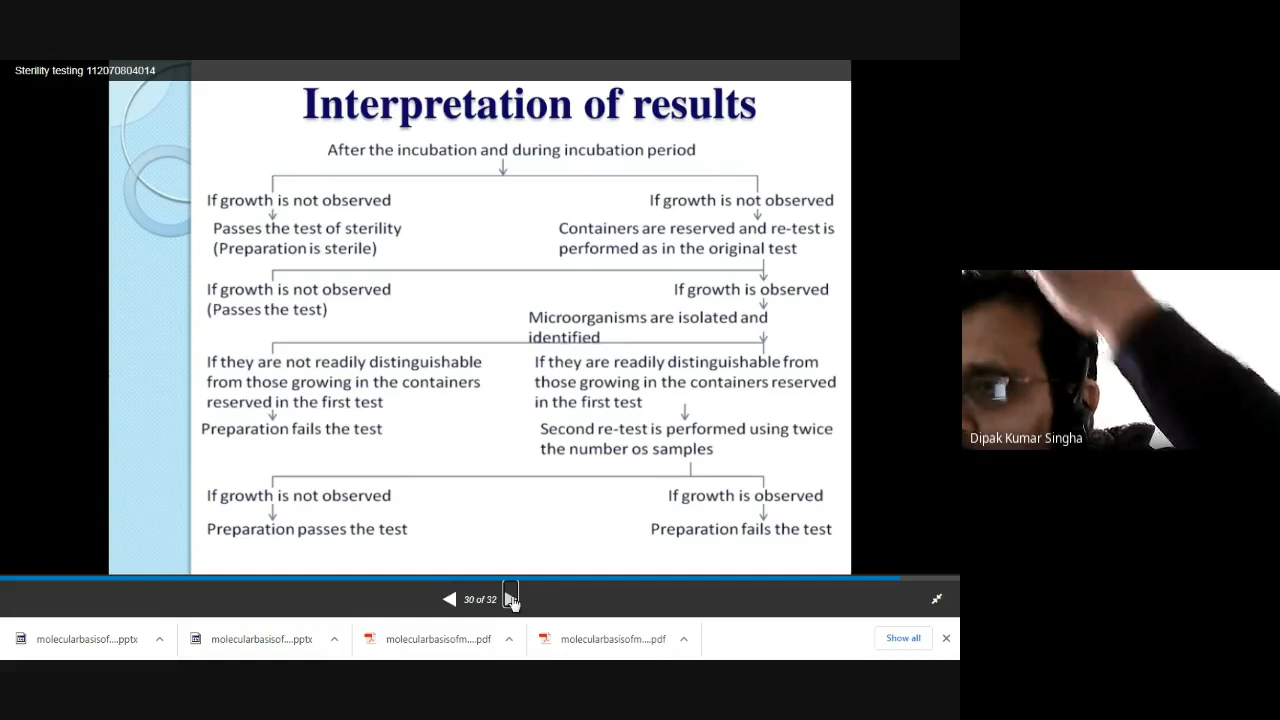 Sterility testing 112070804014
Interpretation of results
After the incubation and during incubation period
If growth is not observed
If growth is not observed
Passes the test of sterility
(Preparation is sterile)
Containers are reserved and re-test is
performed as in the original test
If growth is not observed
(Passes the test)
If growth is observed
Microorganisms are isolated and
identified
If they are not readily distinguishable
from those growing in the containers
reserved in the first test
If they are readily distinguishable from
those growing in the containers reserved
in the first test
Preparation fails the test
Second re-test is performed using twice
the number os samples
If growth is not observed
If growth is observed
Preparation passes the test
Preparation fails the test
30 of 32
molecularbasisof....pptx
molecularbasisof....pptx
molecularbasisofm....pdf
molecularbasisofm....pdf
Show all
Dipak Kumar Singha